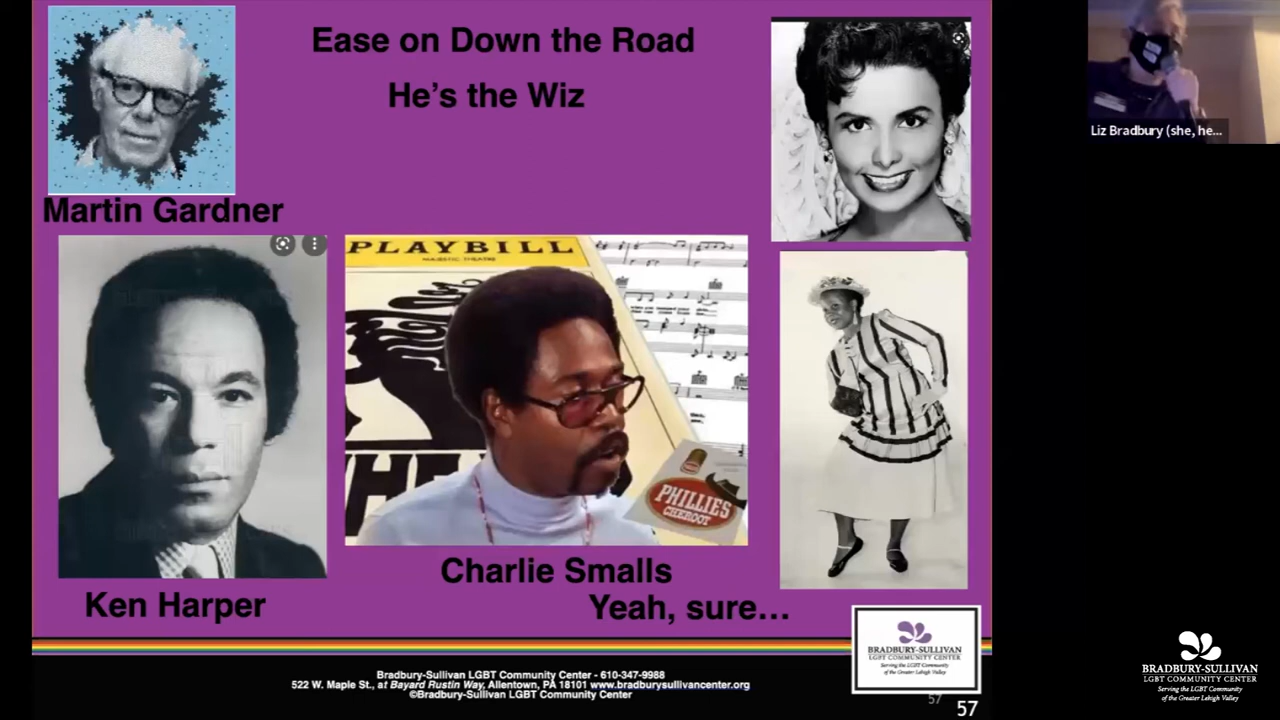 Ease on Down the Road
He's the Wiz
Martin Gardner
PLAYBILL
MAJESTIC THEATRE
PHILLIES
CHEROOT
Charlie Smalls
Ken Harper
Yeah, sure...
BRADBURY-SULLIVAN
LGBT COMMUNITY CENTER
Serving the LGBT Community
of the Greater Lehigh Valley
Bradbury-Sullivan LGBT Community Center - 610-347-9988
522 W. Maple St., at Bayard Rustin Way, Allentown, PA 18101 www.bradburysullivancenter.org
©Bradbury-Sullivan LGBT Community Center
57
57
Liz Bradbury (she, he...
BRADBURY-SULLIVAN
LGBT COMMUNITY CENTER
Serving the LGBT Community
of the Greater Lehigh Valley